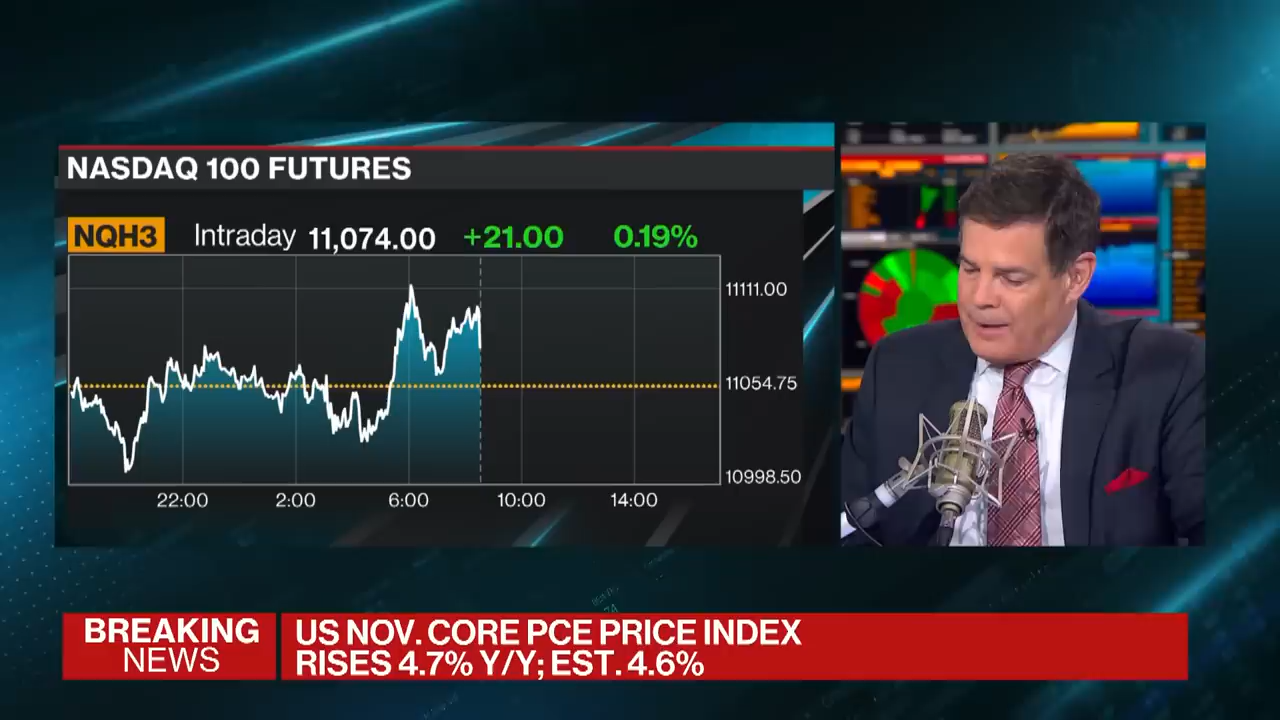 NASDAQ 100 FUTURES
NQH3 Intraday 11,074.00 +21.00 0.19%
11111.00
11054.75
10998.50
22:00 2:00 6:00 10:00 14:00
BREAKING NEWS
US NOV. CORE PCE PRICE INDEX
RISES 4.7% Y/Y; EST. 4.6%